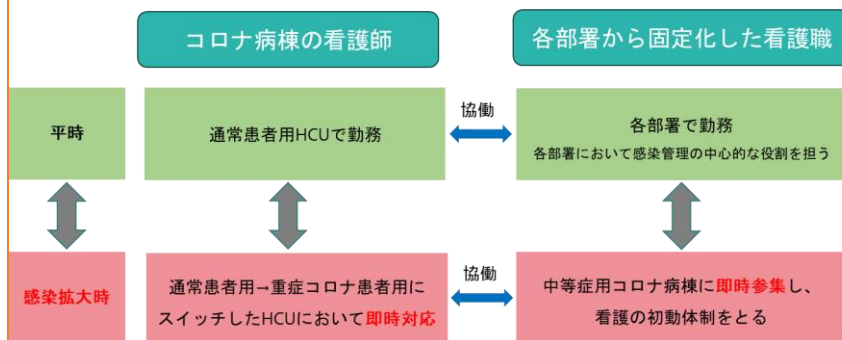 コロナ病棟の看護師
各部署から固定化した看護職
平時
通常患者用HCUで勤務
協働
各部署で勤務
各部署において感染管理の中心的な役割を担う
感染拡大時
通常患者用→重症コロナ患者用に
スイッチしたHCUにおいて即時対応
協働
中等症用コロナ病棟に即時参集し、
看護の初動体制をとる